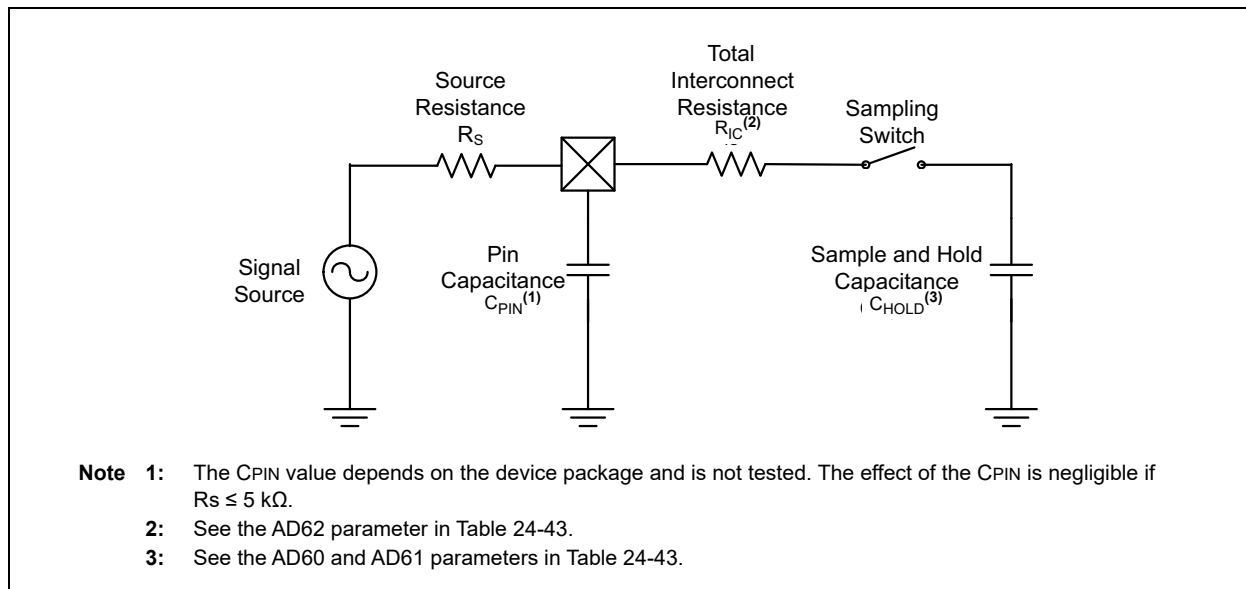 Total
Interconnect
Resistance
RIC(2)
Source
Resistance
RS
Sampling
Switch
Signal
Source
Pin
Capacitance
CPIN(1)
Sample and Hold
Capacitance
( CHOLD(3)
Note 1: The CPIN value depends on the device package and is not tested. The effect of the CPIN is negligible if
Rs ≤ 5 kΩ.
2: See the AD62 parameter in Table 24-43.
3: See the AD60 and AD61 parameters in Table 24-43.